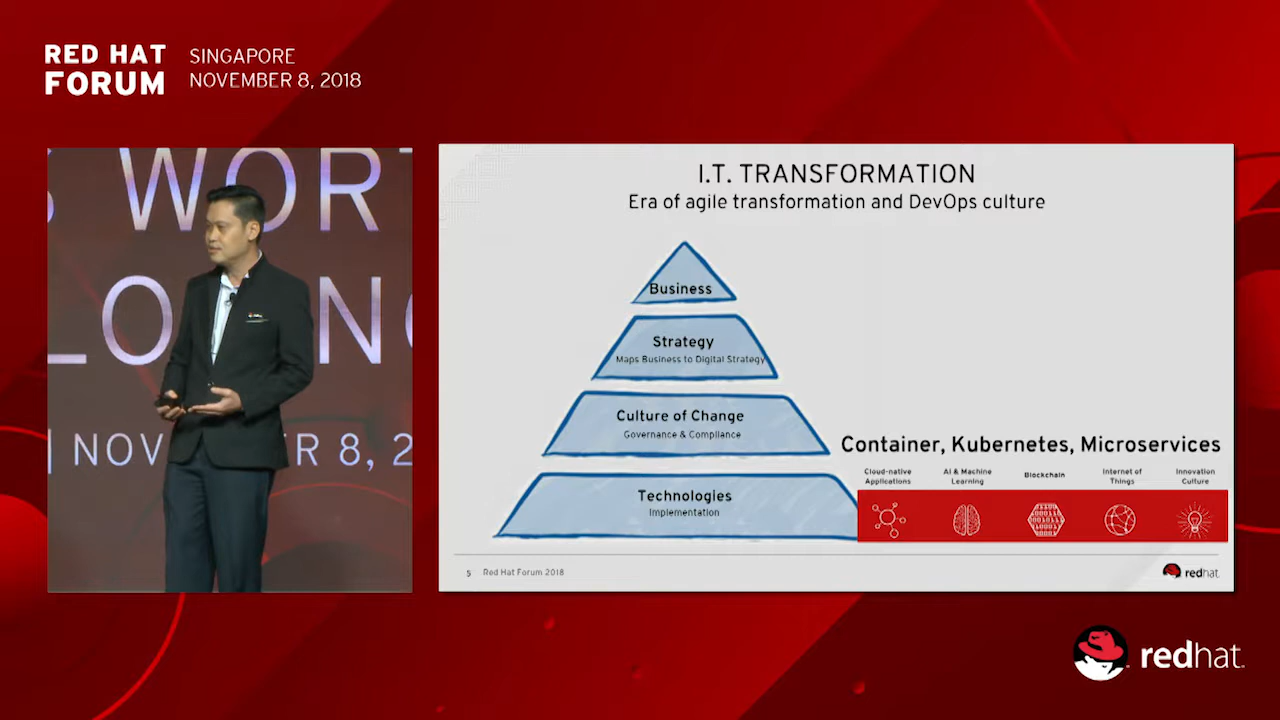 RED HAT
FORUM
SINGAPORE
NOVEMBER 8, 2018
WOR
LO
N
NOV
R 8, 2
I.T. TRANSFORMATION
Era of agile transformation and DevOps culture
Business
Strategy
Maps Business to Digital Strategy
Culture of Change
Governance & Compliance
Technologies
Implementation
Container, Kubernetes, Microservices
Cloud-native
Applications
AI & Machine
Learning
Blockchain
Internet of
Things
Innovation
Culture
5 Red Hat Forum 2018
redhat.
redhat.